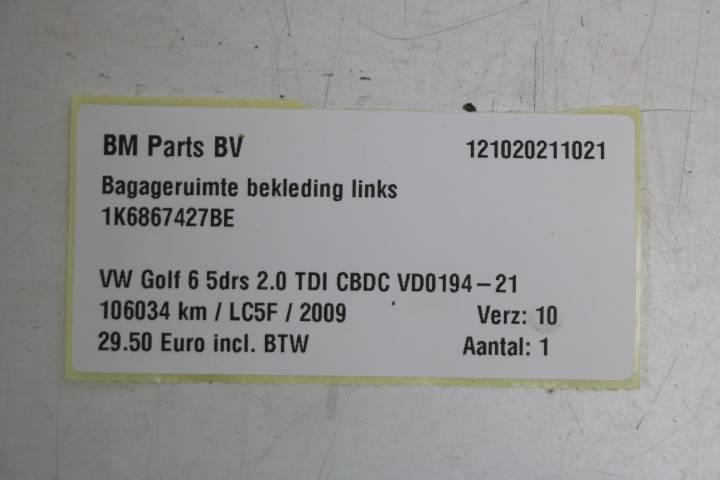 BM Parts BV 121020211021
Bagageruimte bekleding links
1K6867427BE
VW Golf 6 5drs 2.0 TDI CBDC VD0194-21
106034 km / LC5F / 2009 Verz: 10
29.50 Euro incl. BTW Aantal: 1